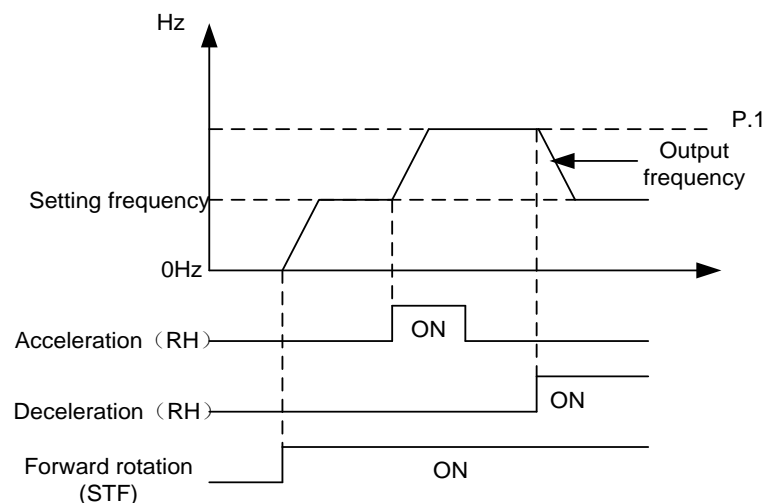 Hz
P.1
Output
frequency
Setting frequency
0Hz
Acceleration（RH）
ON
Deceleration（RH）
ON
Forward rotation
(STF)
ON